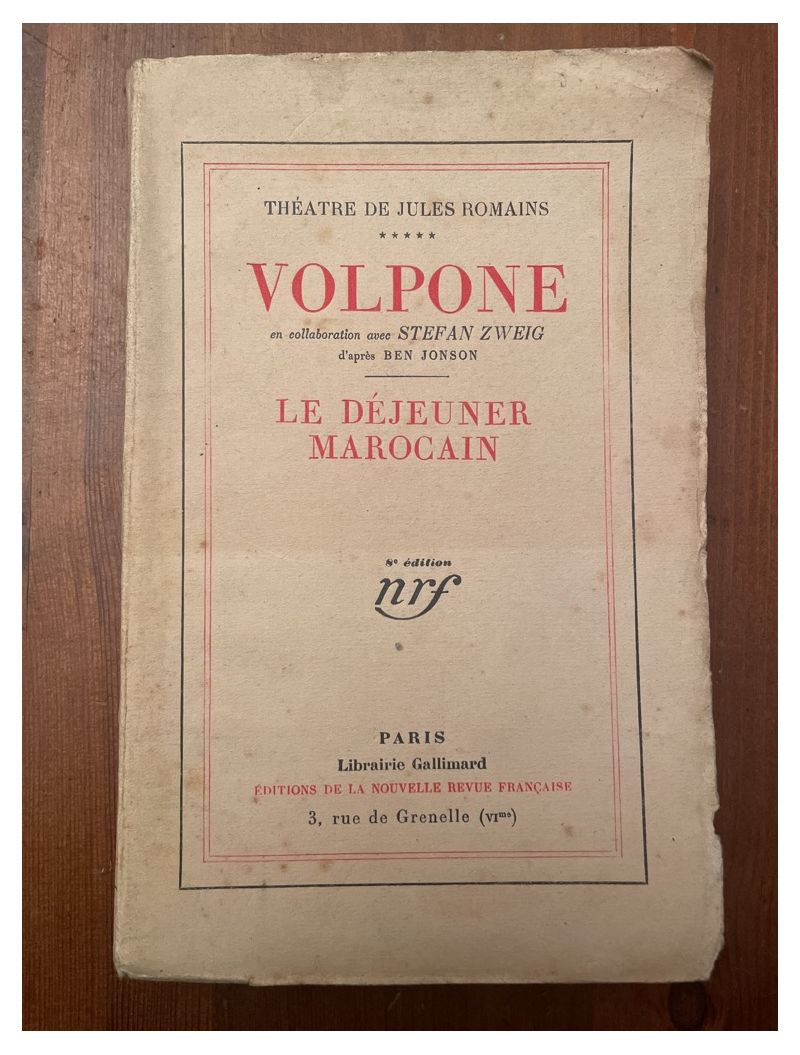 THÉATRE DE JULES ROMAINS
★★★★★
VOLPONE
en collaboration avec STEFAN ZWEIG
d'après BEN JONSON
LE DÉJEUNER
MAROCAIN
8e édition
nrf
PARIS
Librairie Gallimard
ÉDITIONS DE LA NOUVELLE REVUE FRANÇAISE
3, rue de Grenelle (VIme)